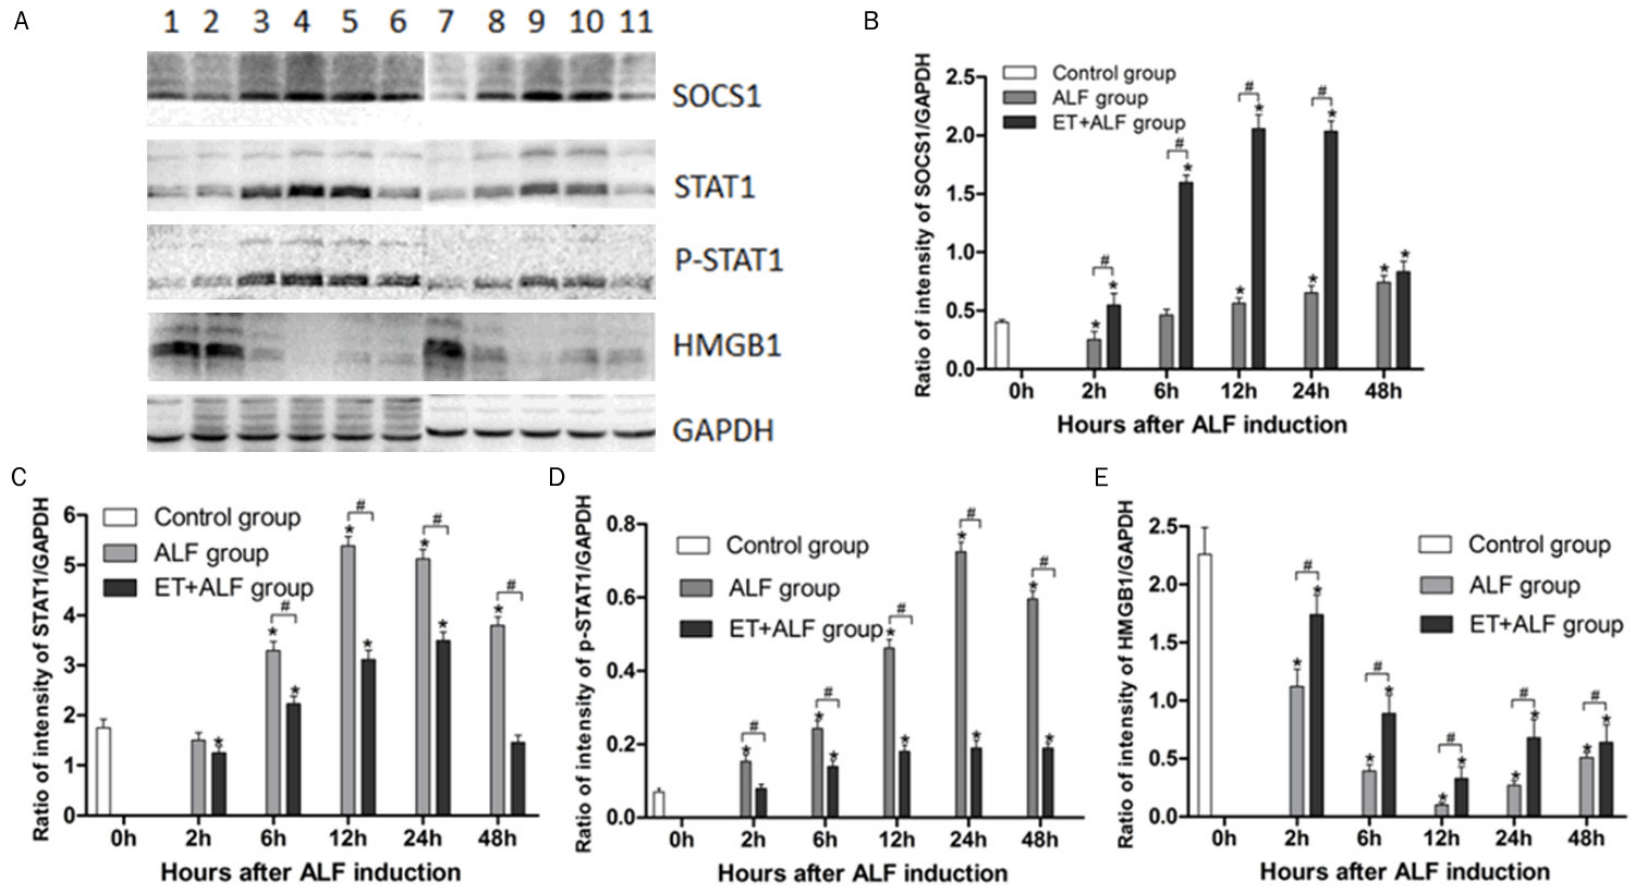 A
1 2 3 4 5 6 7 8 9 10 11
SOCS1
STAT1
P-STAT1
HMGB1
GAPDH
B
Ratio of intensity of SOCS1/GAPDH
2.5
2.0
1.5
1.0
0.5
0.0
Control group
ALF group
ET+ALF group
* # * # * * # * * # * * # * *
0h 2h 6h 12h 24h 48h
Hours after ALF induction
C
Ratio of intensity of STAT1/GAPDH
6
5
4
3
2
1
0
Control group
ALF group
ET+ALF group
* * # * * # * * # * * # *
0h 2h 6h 12h 24h 48h
Hours after ALF induction
D
Ratio of intensity of p-STAT1/GAPDH
0.8
0.6
0.4
0.2
0.0
Control group
ALF group
ET+ALF group
* # * # * * # * * # * * # *
0h 2h 6h 12h 24h 48h
Hours after ALF induction
E
Ratio of intensity of HMGB1/GAPDH
2.5
2.0
1.5
1.0
0.5
0.0
Control group
ALF group
ET+ALF group
* # * * # * * # * * # * * # *
0h 2h 6h 12h 24h 48h
Hours after ALF induction